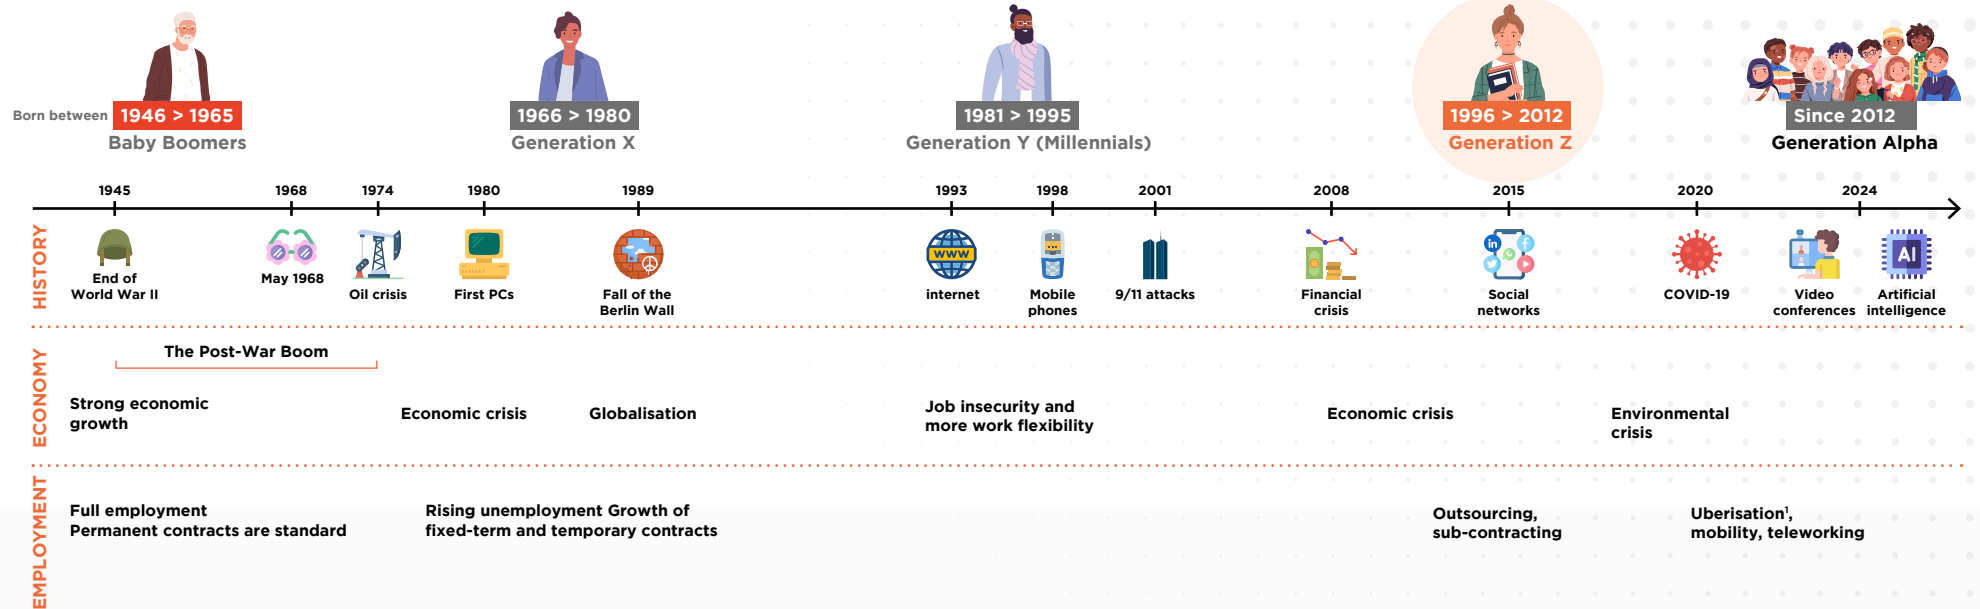 Born between
1946 > 1965
Baby Boomers
1966 > 1980
Generation X
1981 > 1995
Generation Y (Millennials)
1996 > 2012
Generation Z
Since 2012
Generation Alpha
1945
1968
1974
1980
1989
1993
1998
2001
2008
2015
2020
2024
HISTORY
End of
World War II
May 1968
Oil crisis
First PCs
Fall of the
Berlin Wall
www
internet
Mobile
phones
9/11 attacks
Financial
crisis
in
f
Social
networks
COVID-19
Video
conferences
AI
Artificial
intelligence
ECONOMY
The Post-War Boom
Strong economic
growth
Economic crisis
Globalisation
Job insecurity and
more work flexibility
Economic crisis
Environmental
crisis
EMPLOYMENT
Full employment
Permanent contracts are standard
Rising unemployment Growth of
fixed-term and temporary contracts
Outsourcing,
sub-contracting
Uberisation¹,
mobility, teleworking